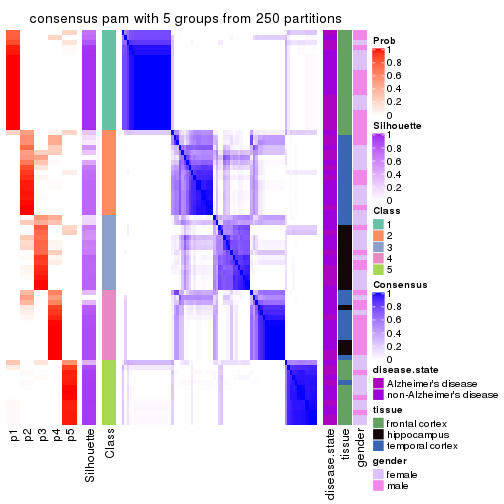 consensus pam with 5 groups from 250 partitions
Prob
1
0.8
0.6
0.4
0.2
0
Silhouette
1
0.8
0.6
0.4
0.2
0
Class
1
2
3
4
5
Consensus
1
0.8
0.6
0.4
0.2
0
disease.state
Alzheimer's disease
non-Alzheimer's disease
tissue
frontal cortex
hippocampus
temporal cortex
gender
female
male
p1
p2
p3
p4
p5
Silhouette
Class
disease.state
tissue
gender